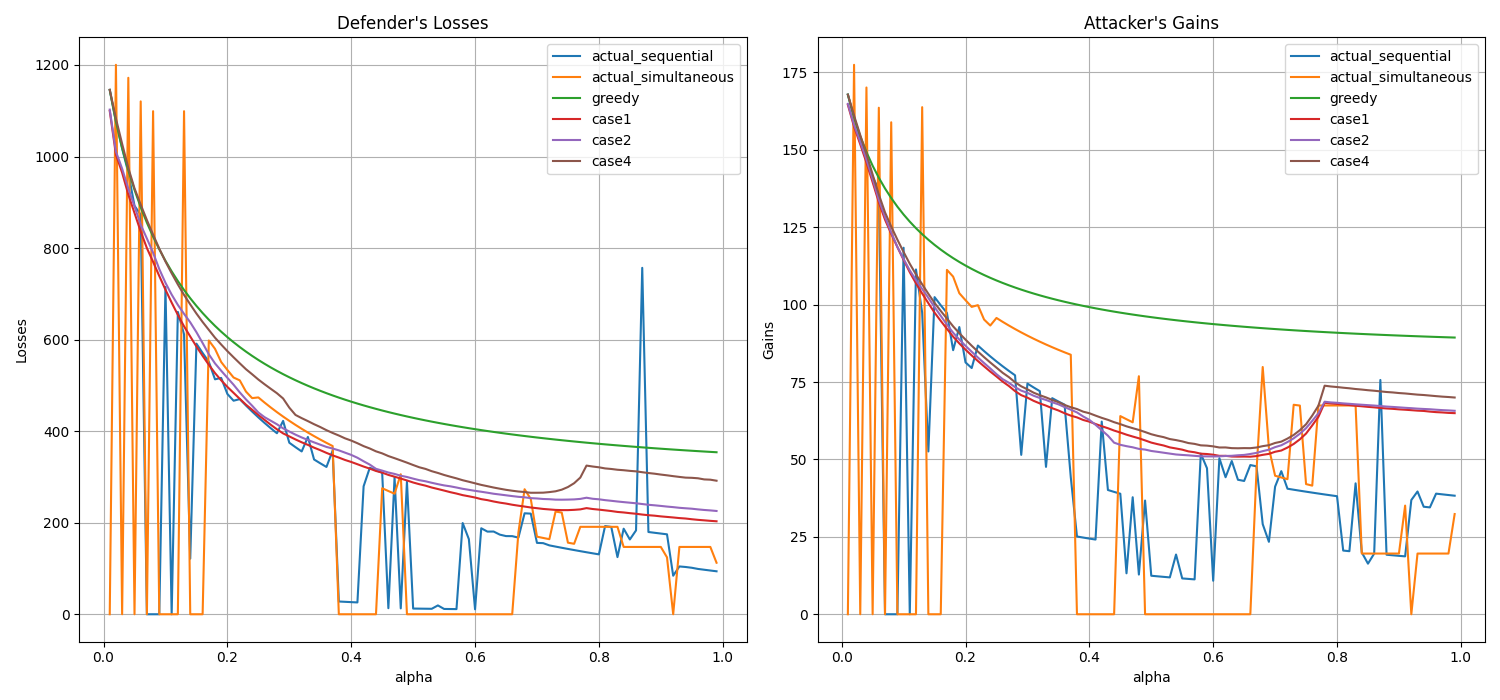 Defender's Losses
1200
1000
800
600
400
200
0
Losses
0.0 0.2 0.4 0.6 0.8 1.0
alpha
actual_sequential
actual_simultaneous
greedy
case1
case2
case4
Attacker's Gains
175
150
125
100
75
50
25
0
Gains
0.0 0.2 0.4 0.6 0.8 1.0
alpha
actual_sequential
actual_simultaneous
greedy
case1
case2
case4